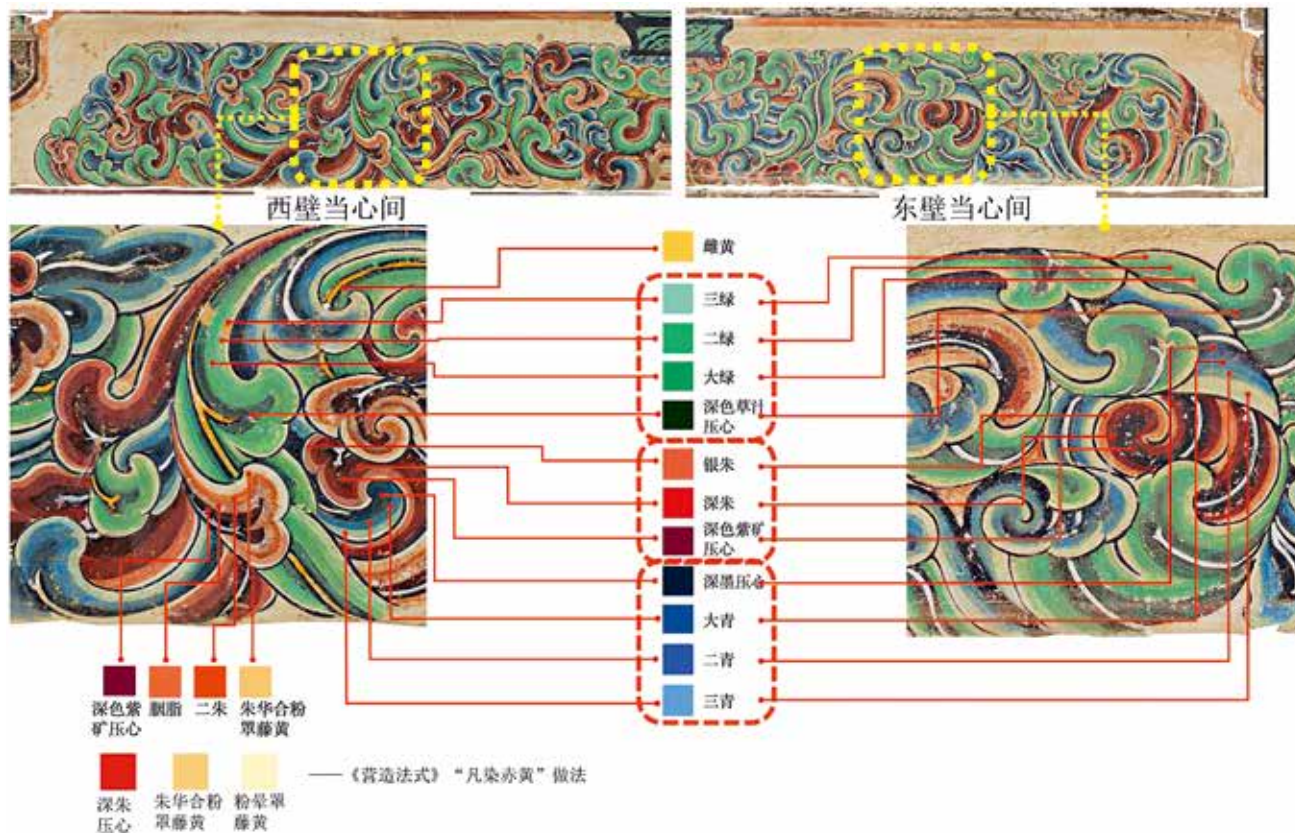 西壁当心间
东壁当心间
雌黄
三绿
二绿
大绿
深色草汁
压心
银朱
深朱
深色紫矿
压心
深墨压心
大青
二青
三青
深色紫
矿压心
胭脂
二朱
朱华合粉
罩藤黄
深朱
压心
朱华合粉
罩藤黄
粉晕罩
藤黄
——《营造法式》“凡染赤黄”做法